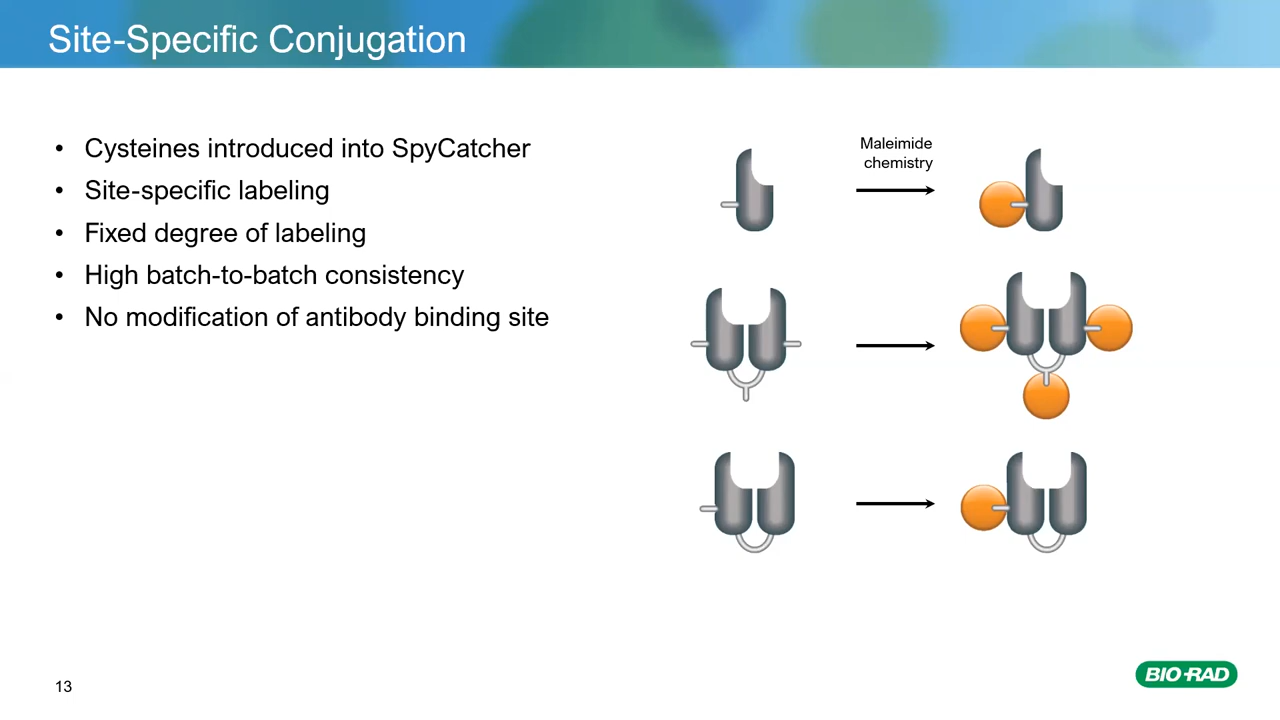 Site-Specific Conjugation
• Cysteines introduced into SpyCatcher
• Site-specific labeling
• Fixed degree of labeling
• High batch-to-batch consistency
• No modification of antibody binding site
Maleimide
chemistry
13
BIO-RAD